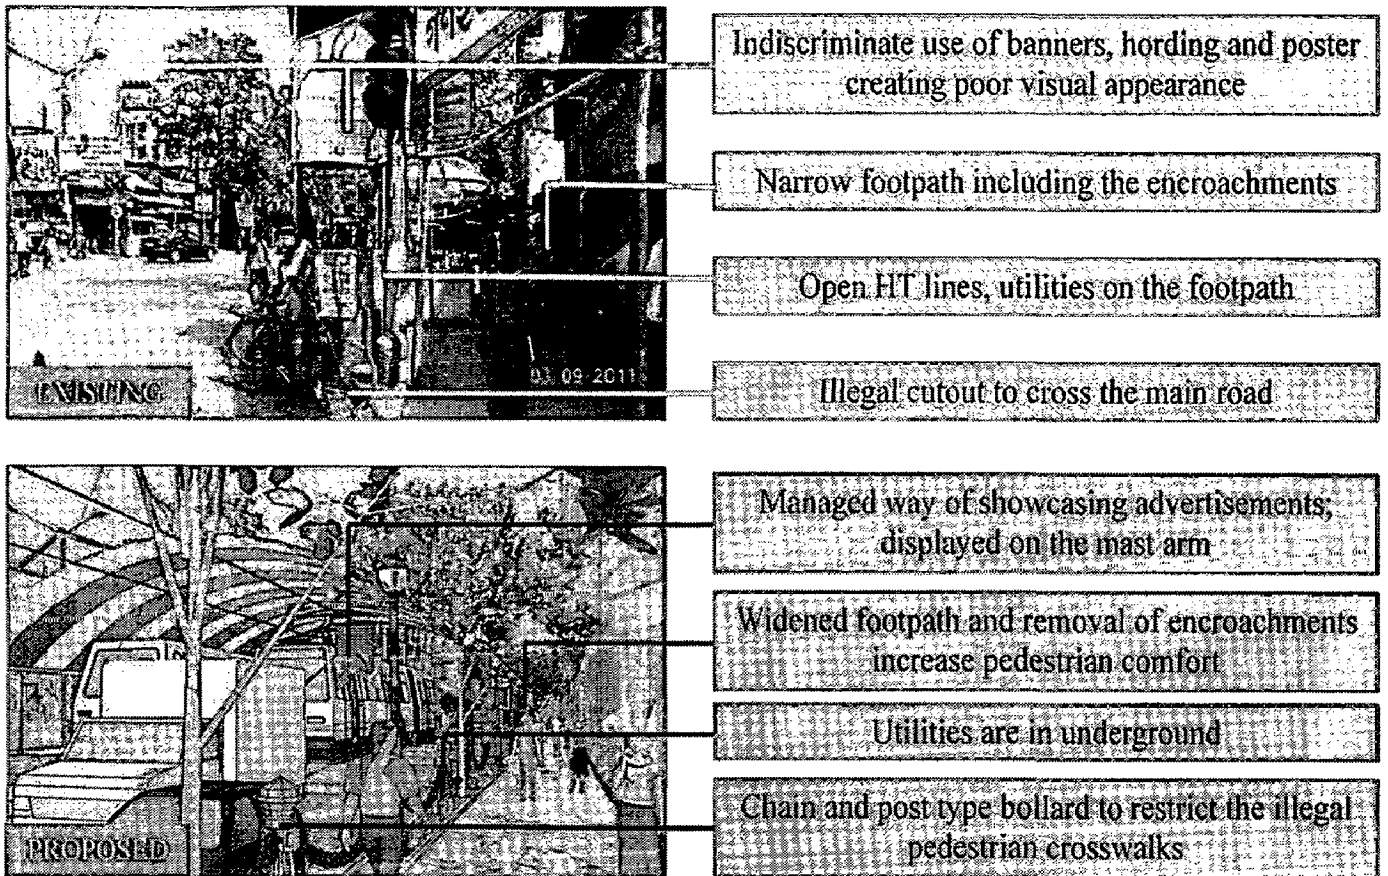 Indiscriminate use of banners, hording and poster
creating poor visual appearance
Narrow footpath including the encroachments
Open HT lines, utilities on the footpath
03 09 2011
EXISTING
Illegal cutout to cross the main road
Managed way of showcasing advertisements;
displayed on the mast arm
Widened footpath and removal of encroachments
increase pedestrian comfort
Utilities are in underground
Chain and post type bollard to restrict the illegal
pedestrian crosswalks
PROPOSED